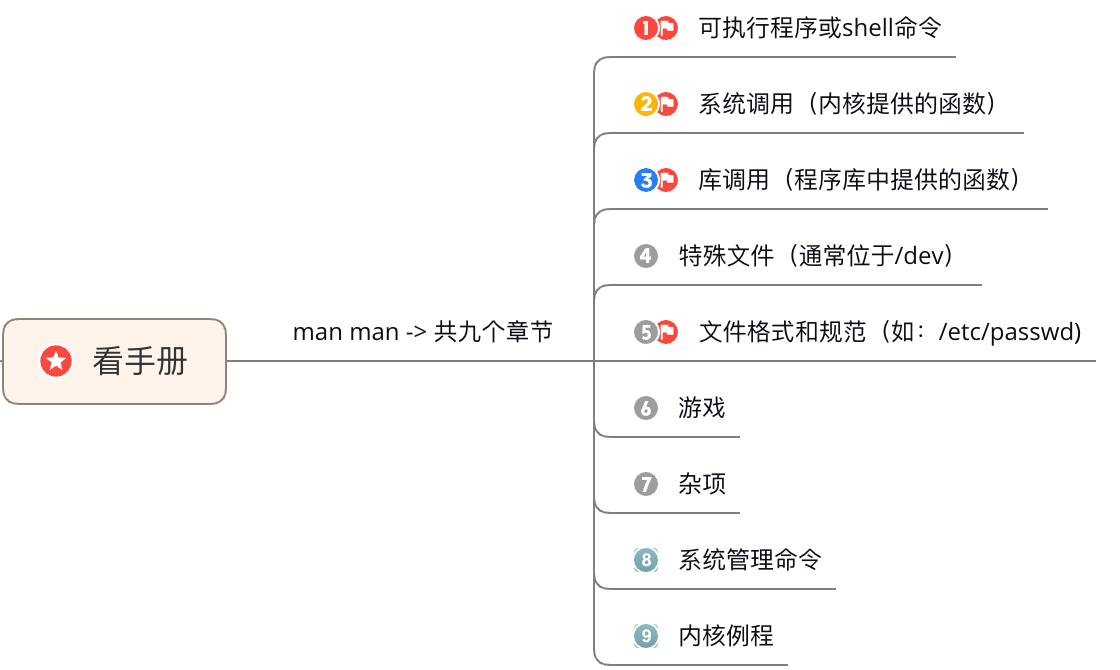 1 可执行程序或shell命令
2 系统调用（内核提供的函数）
3 库调用（程序库中提供的函数）
4 特殊文件（通常位于/dev）
看手册
man man -> 共九个章节
5 文件格式和规范（如：/etc/passwd)
6 游戏
7 杂项
8 系统管理命令
9 内核例程